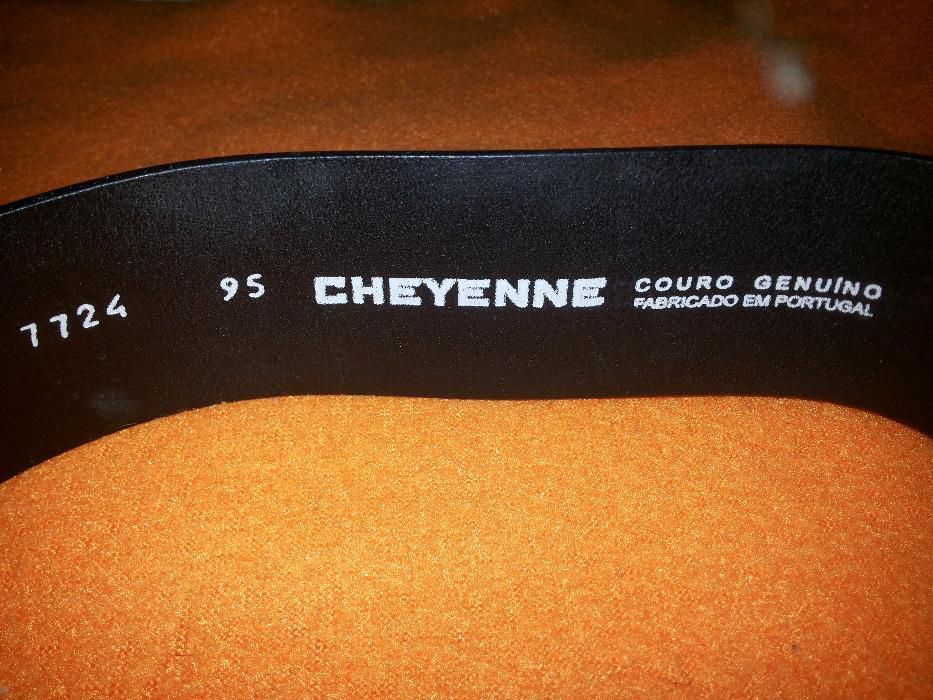 7724 95 CHEYENNE COURO GENUÍNO
FABRICADO EM PORTUGAL